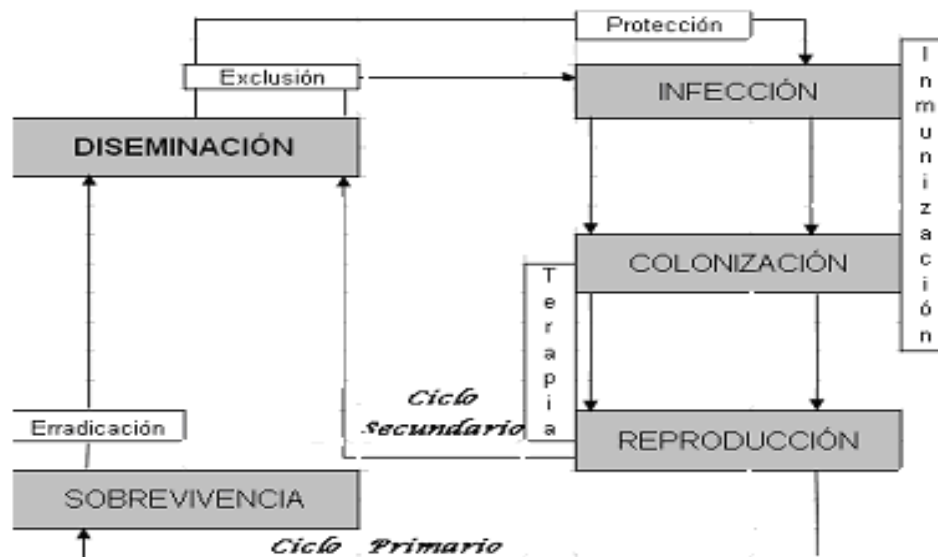 Protección
Exclusión
INFECCIÓN
Inmunización
DISEMINACIÓN
COLONIZACIÓN
Terapia
Ciclo
Secundario
Erradicación
REPRODUCCIÓN
SOBREVIVENCIA
Ciclo Primario